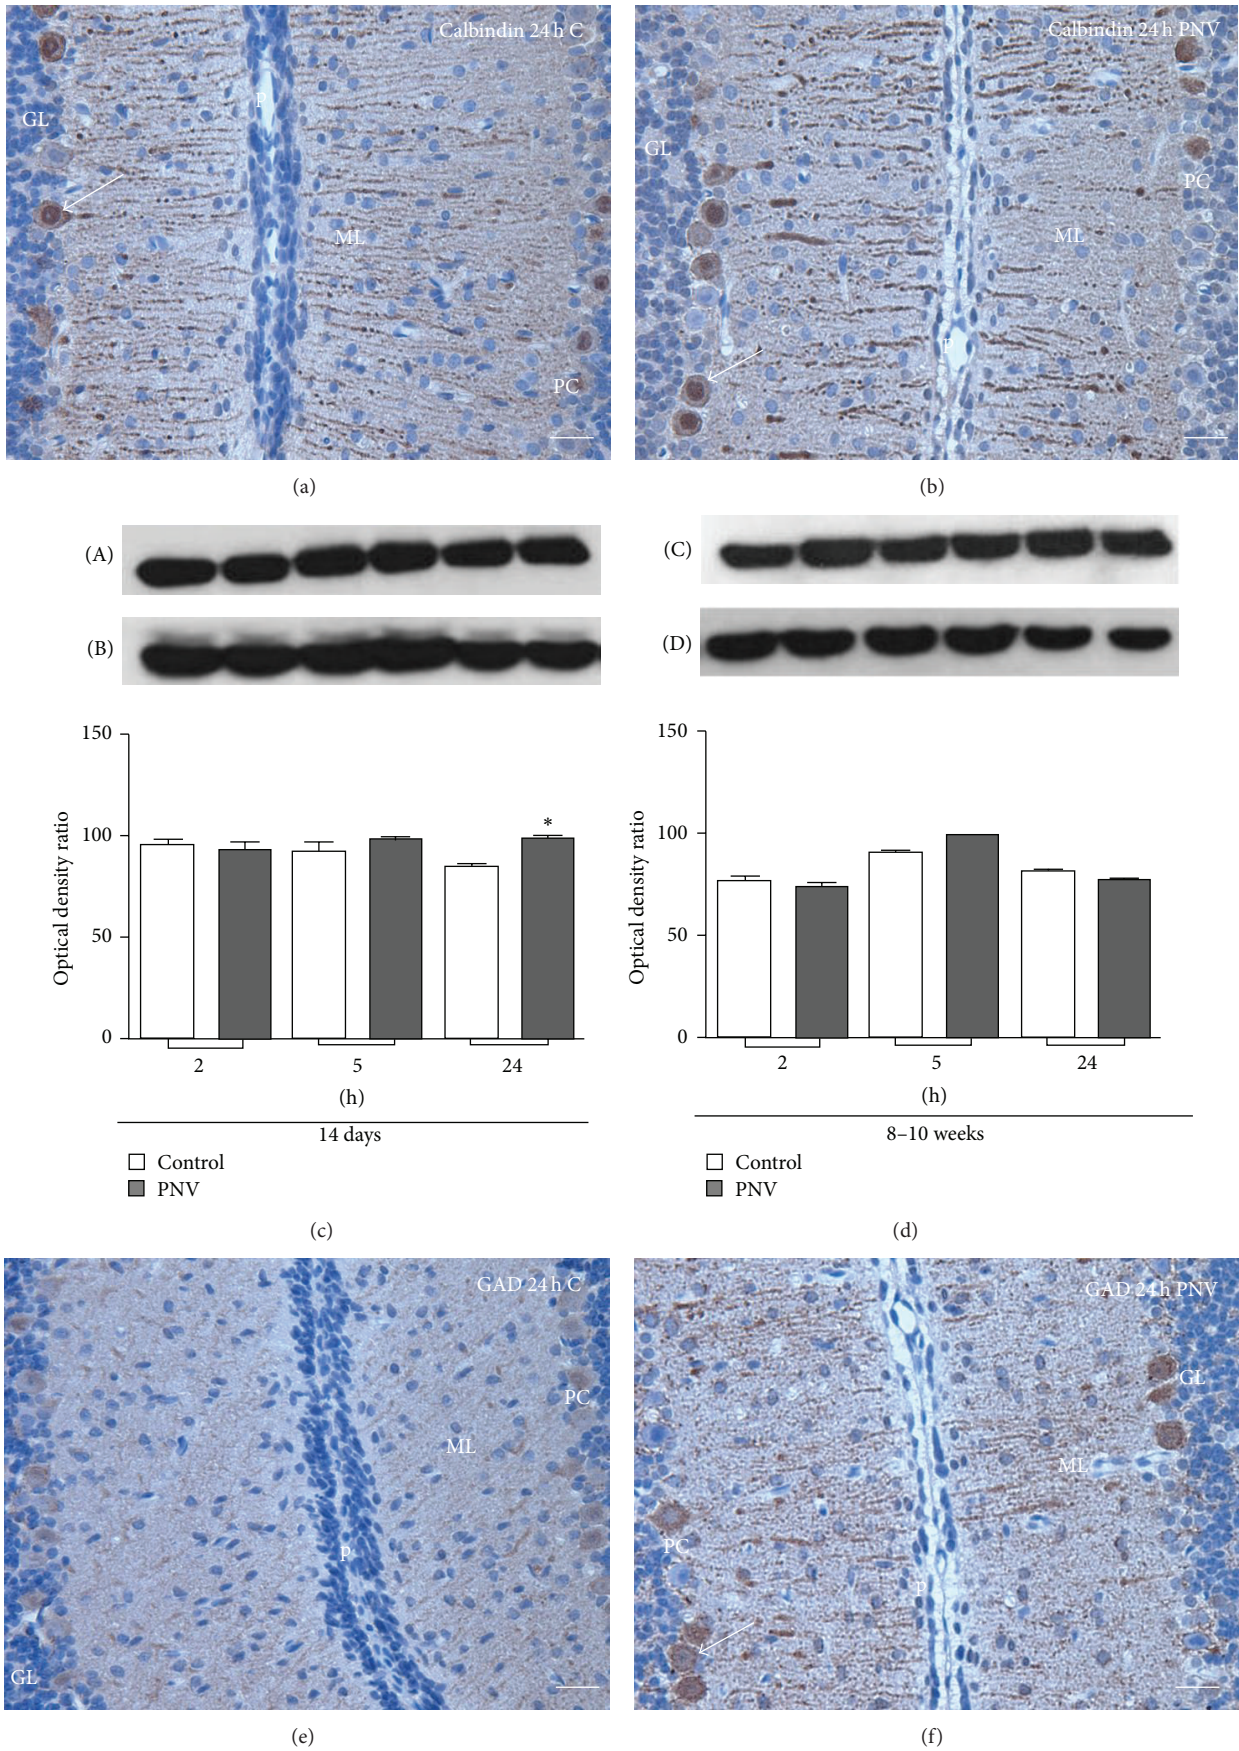 Calbindin 24 h C
P
GL
ML
PC
(a)
Calbindin 24 h PNV
GL
PC
ML
P
(b)
(A)
(B)
(C)
(D)
150
100
50
0
Optical density ratio
*
2 5 24
(h)
14 days
Control
PNV
(c)
150
100
50
0
Optical density ratio
2 5 24
(h)
8–10 weeks
Control
PNV
(d)
GAD 24 h C
PC
ML
P
GL
(e)
GAD 24 h PNV
GL
ML
PC
P
(f)